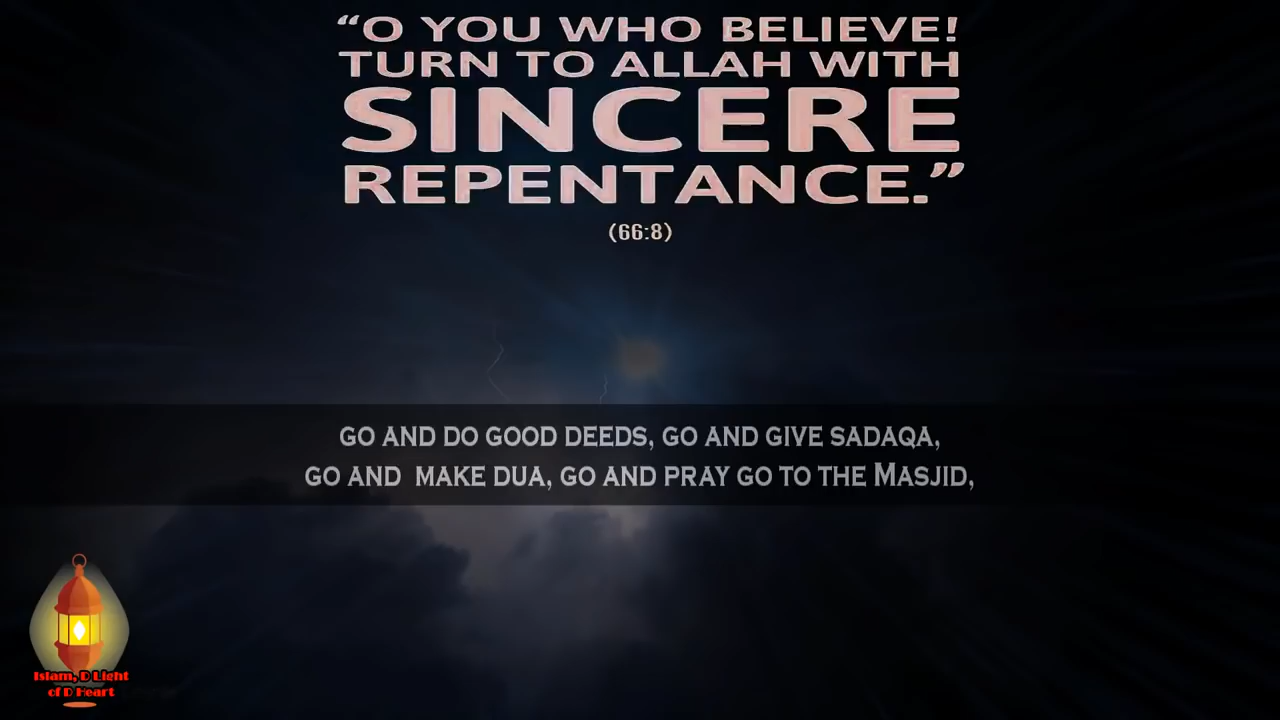 “O YOU WHO BELIEVE!
TURN TO ALLAH WITH
SINCERE
REPENTANCE.”
(66:8)
GO AND DO GOOD DEEDS, GO AND GIVE SADAQA,
GO AND  MAKE DUA, GO AND PRAY GO TO THE MASJID,
Islam, D Light
of D Heart